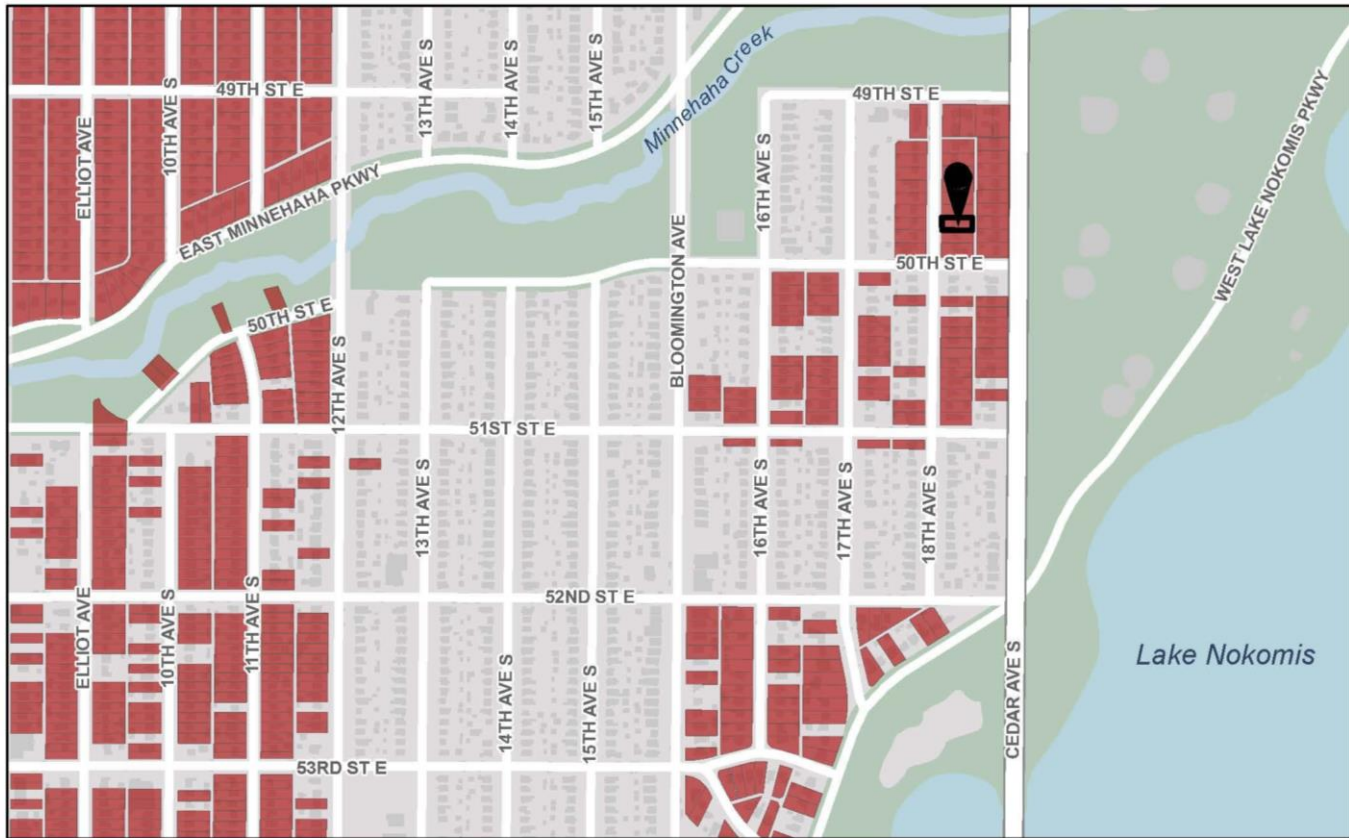 49TH ST E
13TH AVE S
14TH AVE S
15TH AVE S
Minnehaha Creek
49TH ST E
ELLIOT AVE
10TH AVE S
EAST MINNEHAHA PKWY
16TH AVE S
WEST LAKE NOKOMIS PKWY
BLOOMINGTON AVE
50TH ST E
50TH ST E
12TH AVE S
51ST ST E
13TH AVE S
16TH AVE S
17TH AVE S
18TH AVE S
52ND ST E
ELLIOT AVE
10TH AVE S
11TH AVE S
14TH AVE S
15TH AVE S
CEDAR AVE S
Lake Nokomis
53RD ST E